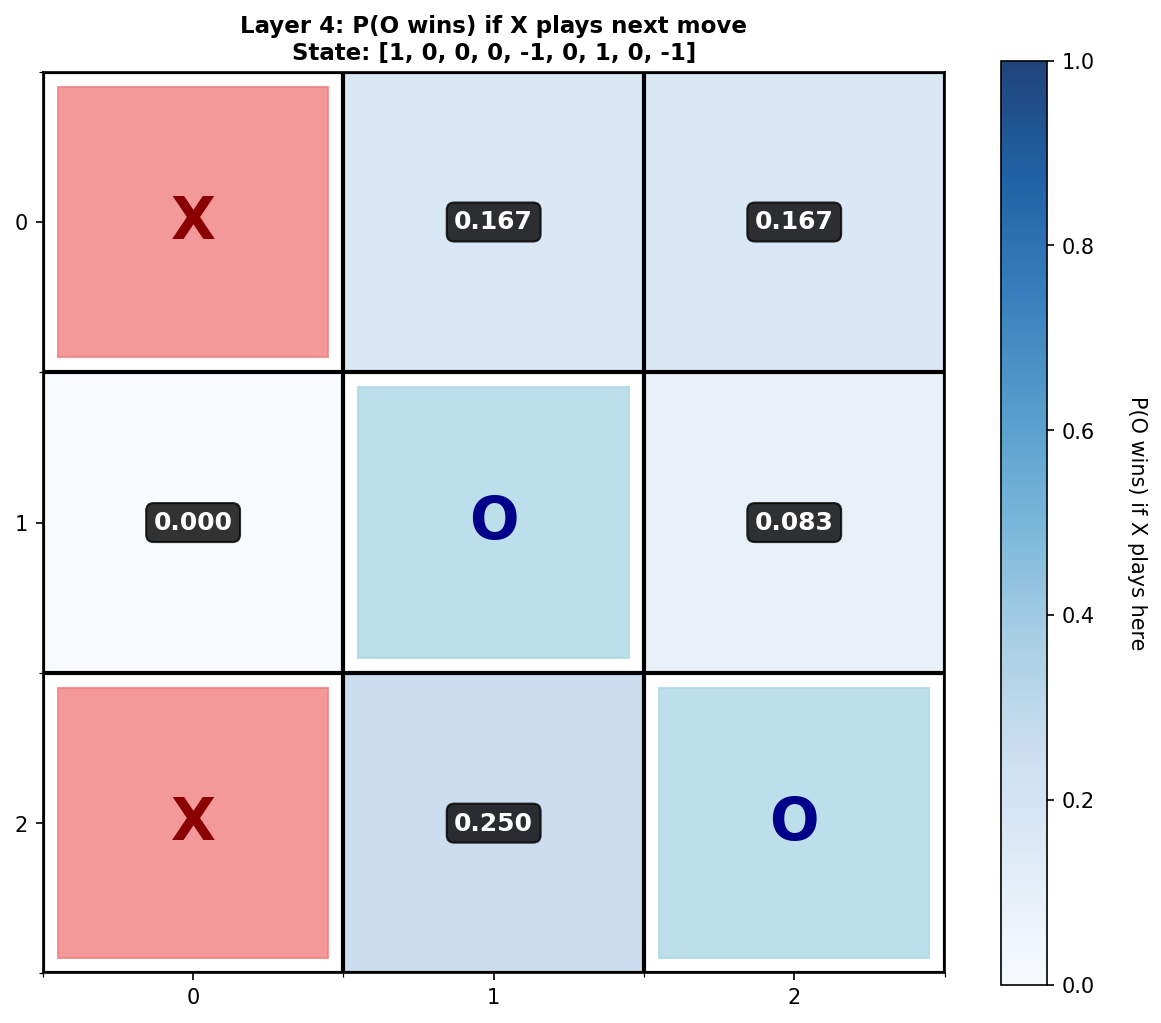 Layer 4: P(O wins) if X plays next move
State: [1, 0, 0, 0, -1, 0, 1, 0, -1]
X
0.167
0.167
0.000
O
0.083
X
0.250
O
0
1
2
0
1
2
1.0
0.8
0.6
0.4
0.2
0.0
P(O wins) if X plays here